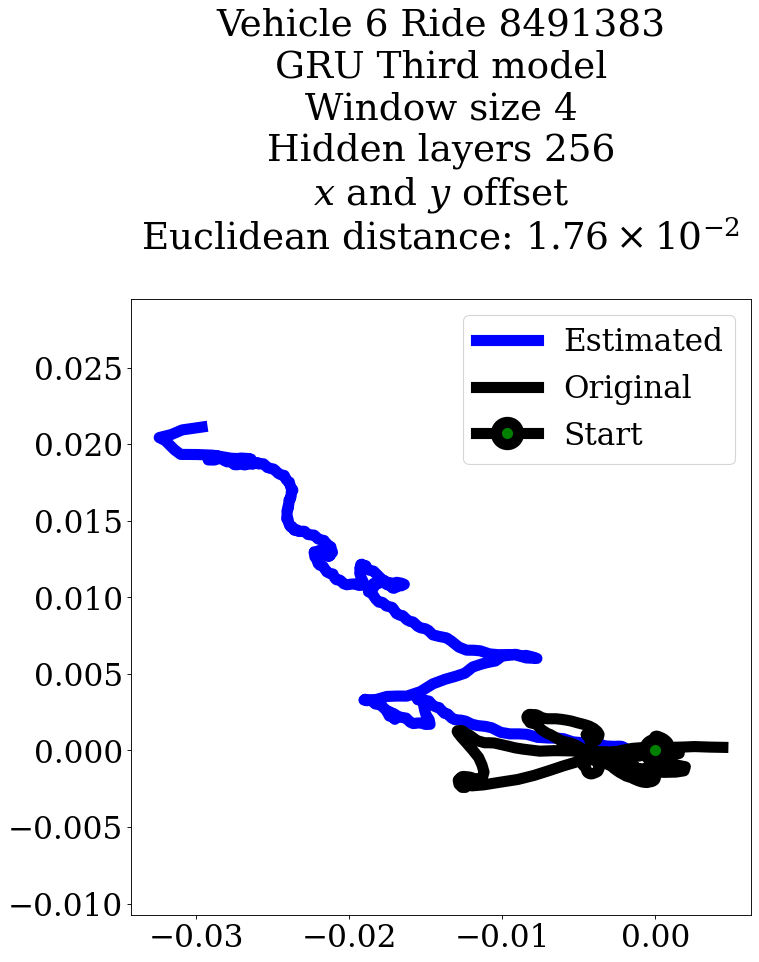 Vehicle 6 Ride 8491383
GRU Third model
Window size 4
Hidden layers 256
x and y offset
Euclidean distance: 1.76 × 10⁻²
Estimated
Original
Start
0.025
0.020
0.015
0.010
0.005
0.000
−0.005
−0.010
−0.03
−0.02
−0.01
0.00